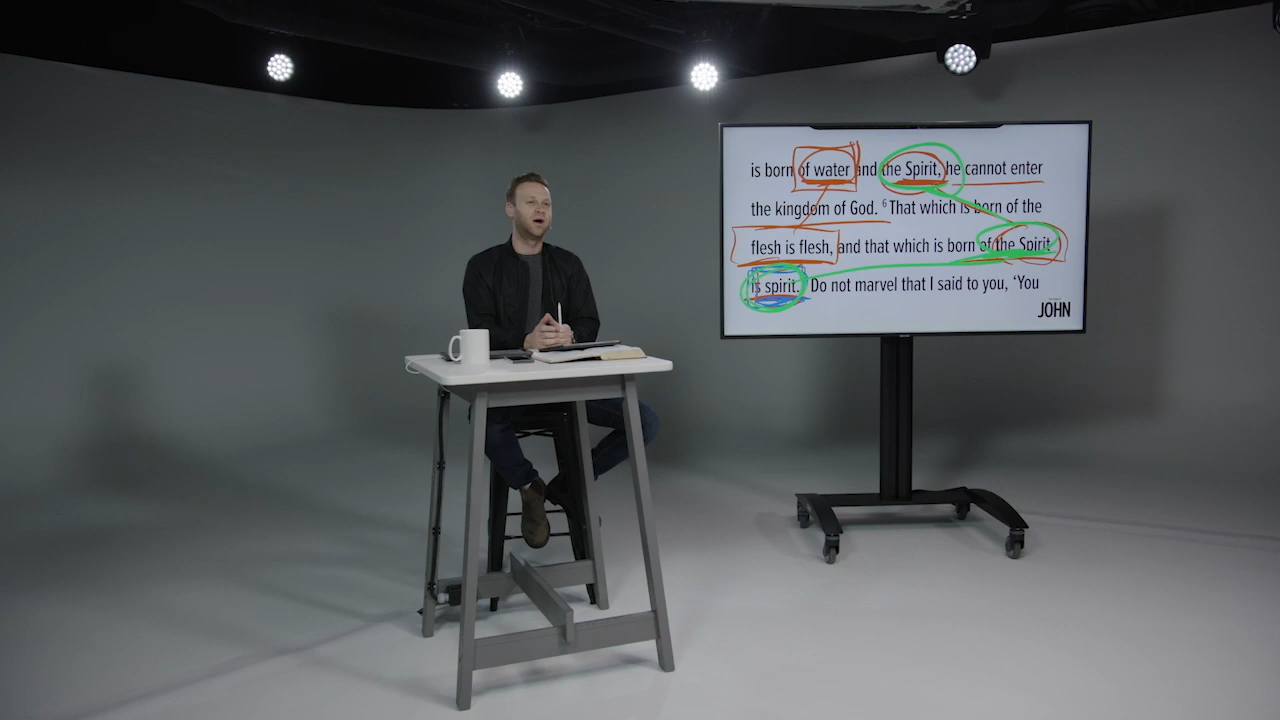 is born of water and the Spirit, he cannot enter
the kingdom of God. 6 That which is born of the
flesh is flesh, and that which is born of the Spirit
is spirit. Do not marvel that I said to you, ‘You
JOHN